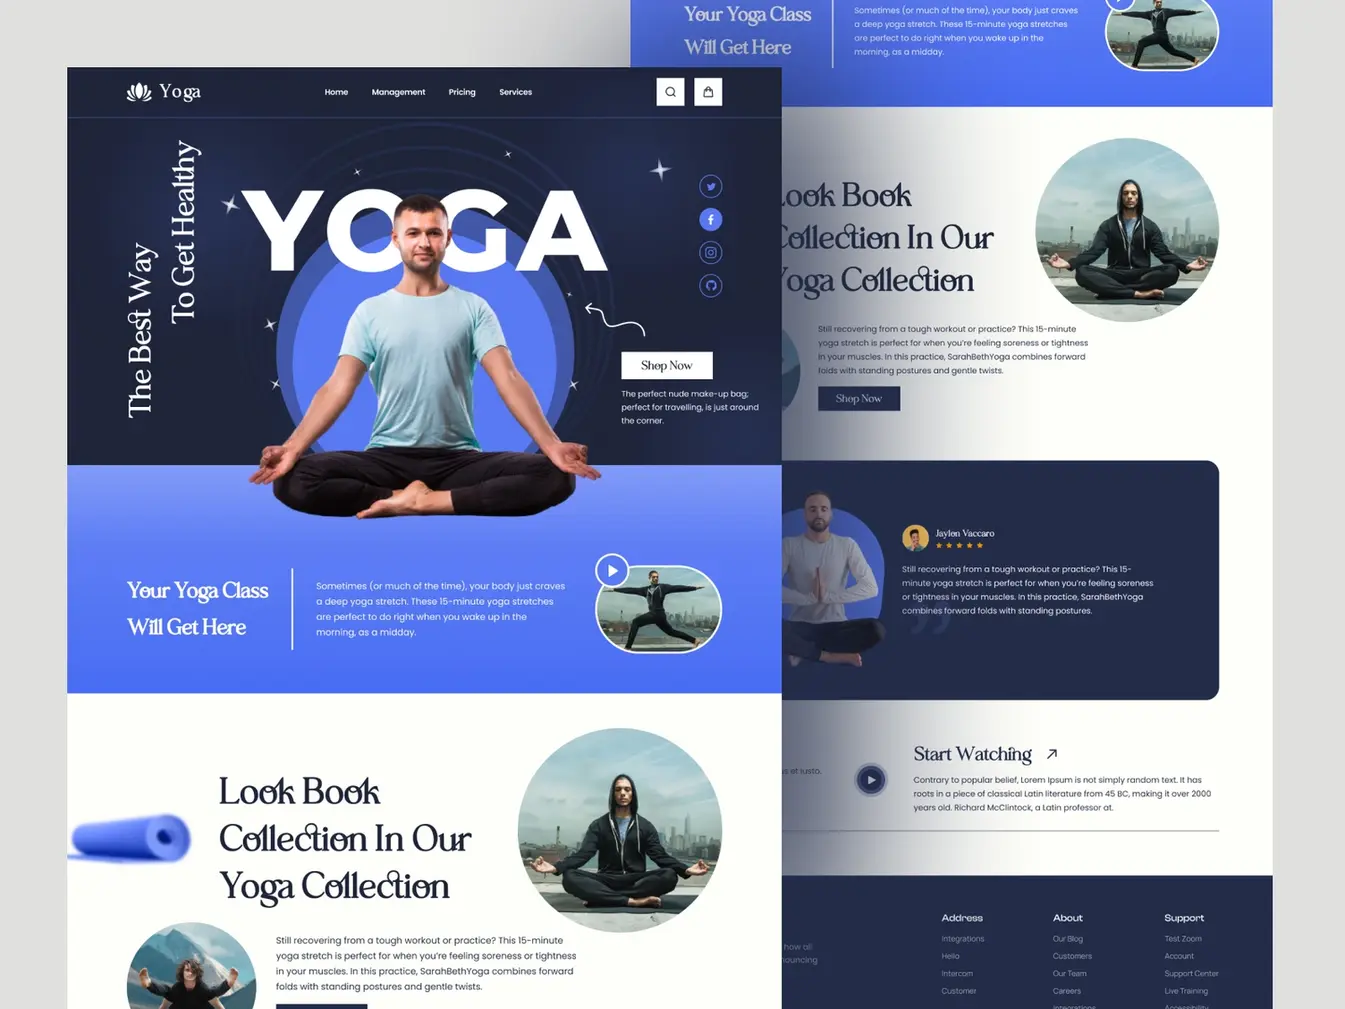 Yoga
Home
Management
Pricing
Services
The Best Way
To Get Healthy
YOGA
Shop Now
The perfect nude make-up bag;
perfect for travelling, is just around
the corner.
Your Yoga Class
Will Get Here
Sometimes (or much of the time), your body just craves
a deep yoga stretch. These 15-minute yoga stretches
are perfect to do right when you wake up in the
morning, as a midday.
Look Book
Collection In Our
Yoga Collection
Still recovering from a tough workout or practice? This 15-minute
yoga stretch is perfect for when you're feeling soreness or tightness
in your muscles. In this practice, SarahBethYoga combines forward
folds with standing postures and gentle twists.
Your Yoga Class
Will Get Here
Sometimes (or much of the time), your body just craves
a deep yoga stretch. These 15-minute yoga stretches
are perfect to do right when you wake up in the
morning, as a midday.
Look Book
Collection In Our
Yoga Collection
Still recovering from a tough workout or practice? This 15-minute
yoga stretch is perfect for when you're feeling soreness or tightness
in your muscles. In this practice, SarahBethYoga combines forward
folds with standing postures and gentle twists.
Shop Now
Jaylon Vaccaro
Still recovering from a tough workout or practice? This 15-
minute yoga stretch is perfect for when you're feeling soreness
or tightness in your muscles. In this practice, SarahBethYoga
combines forward folds with standing postures.
et iusto.
Start Watching
Contrary to popular belief, Lorem Ipsum is not simply random text. It has
roots in a piece of classical Latin literature from 45 BC, making it over 2000
years old. Richard McClintock, a Latin professor at.
how all
Address
Integrations
Hello
Intercom
Customer
About
Our Blog
Customers
Our Team
Careers
Integrations
Support
Test Zoom
Account
Support Center
Live Training
Accessibility